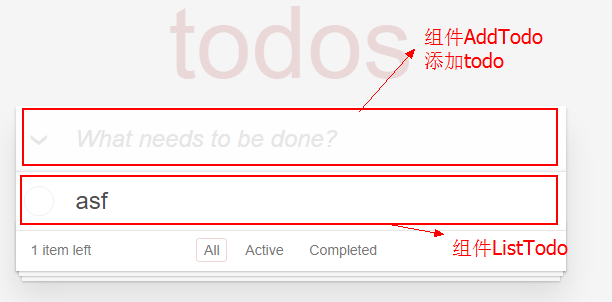 todos
组件AddTodo
添加todo
What needs to be done?
asf
1 item left All Active Completed
组件ListTodo